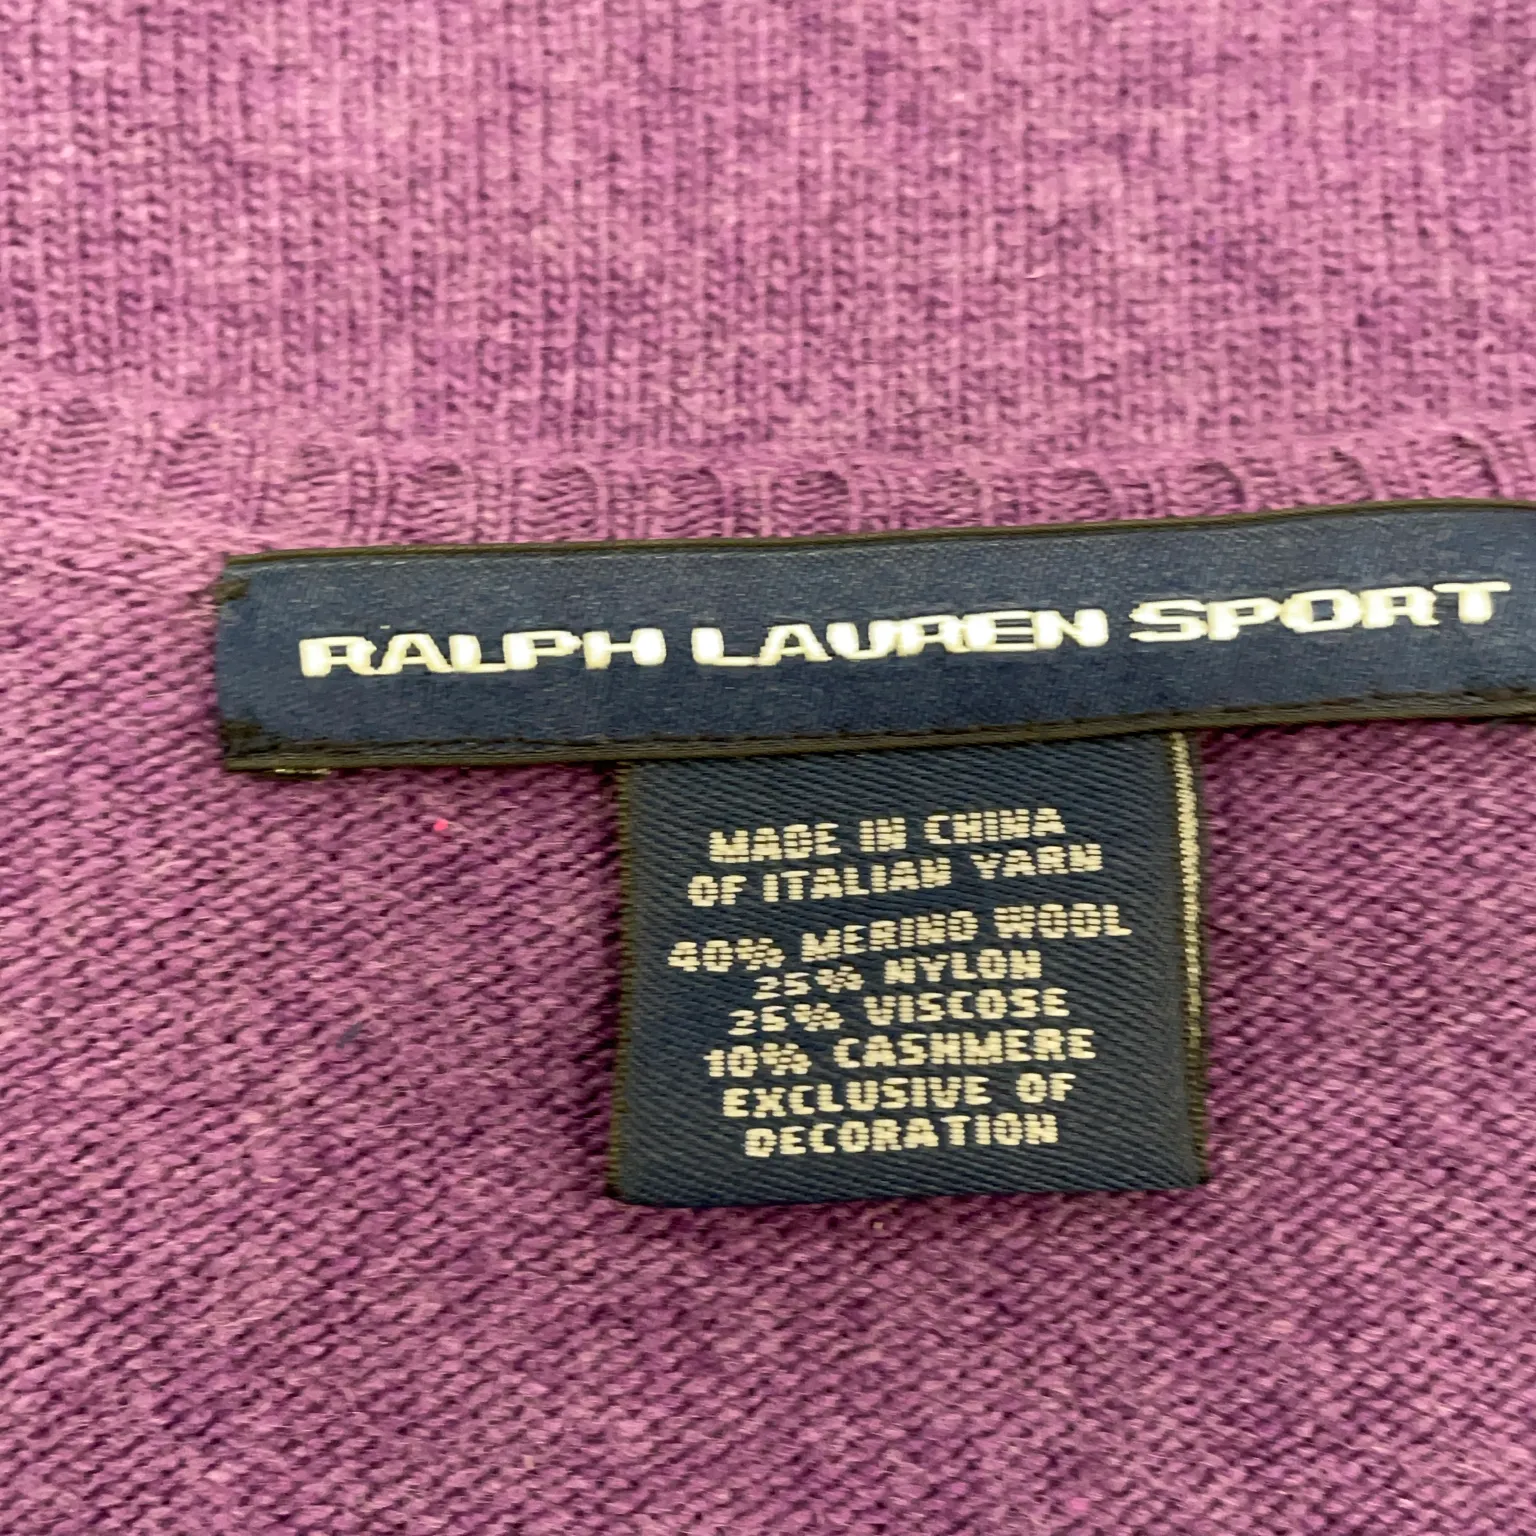 RALPH LAUREN SPORT
MADE IN CHINA
OF ITALIAN YARN
40% MERINO WOOL
25% NYLON
25% VISCOSE
10% CASHMERE
EXCLUSIVE OF
DECORATION